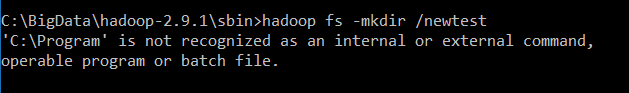 C:\BigData\hadoop-2.9.1\sbin>hadoop fs -mkdir /newtest
'C:\Program' is not recognized as an internal or external command,
operable program or batch file.